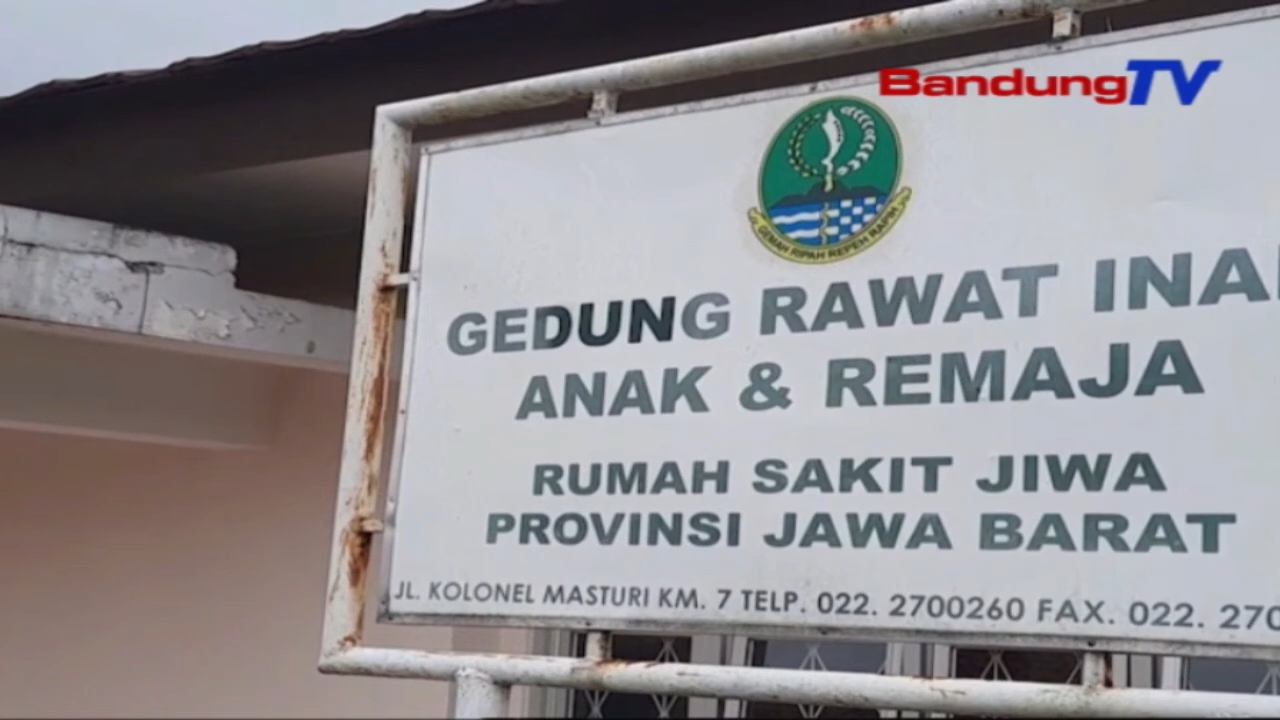 BandungTV
GEMAH RIPAH REPEH RAPIH
GEDUNG RAWAT INA
ANAK & REMAJA
RUMAH SAKIT JIWA
PROVINSI JAWA BARAT
JL. KOLONEL MASTURI KM. 7 TELP. 022. 2700260 FAX. 022. 270